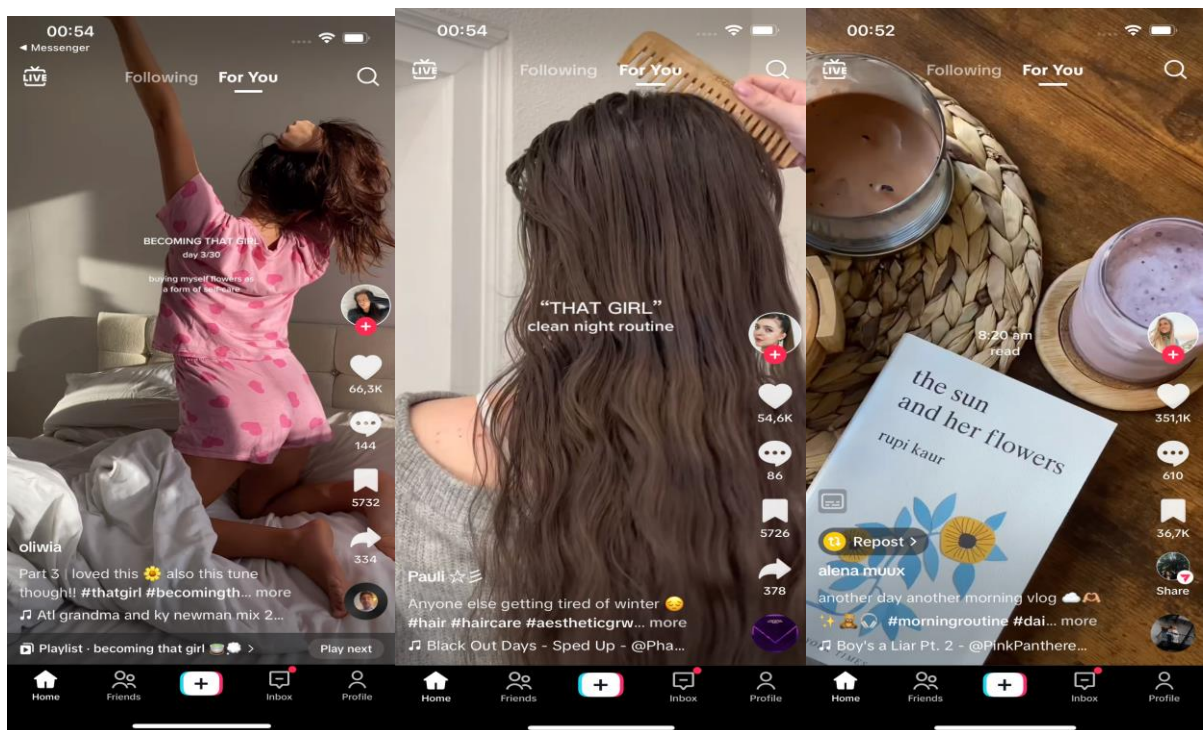 00:54
◄ Messenger
LIVE
Following For You
BECOMING THAT GIRL
day 3/30
buying myself flowers as
a form of self-care
66,3K
144
5732
334
oliwia
Part 3 | loved this 🌼 also this tune
though!! #thatgirl #becomingth... more
♫ Atl grandma and ky newman mix 2...
Playlist · becoming that girl 🍵💭 >
Play next
Home
Friends
Inbox
Profile
00:54
LIVE
Following For You
“THAT GIRL”
clean night routine
54,6K
86
5726
378
Pauli ☆彡
Anyone else getting tired of winter 😔
#hair #haircare #aestheticgrw... more
♫ Black Out Days - Sped Up - @Pha...
Home
Friends
Inbox
Profile
00:52
LIVE
Following For You
8:20 am
read
the sun
and her flowers
rupi kaur
351,1K
610
36,7K
Share
Repost >
alena muux
another day another morning vlog ☁️🫶🏼
✨🧸🎧 #morningroutine #dai... more
♫ Boy's a Liar Pt. 2 - @PinkPanthere...
Home
Friends
Inbox
Profile